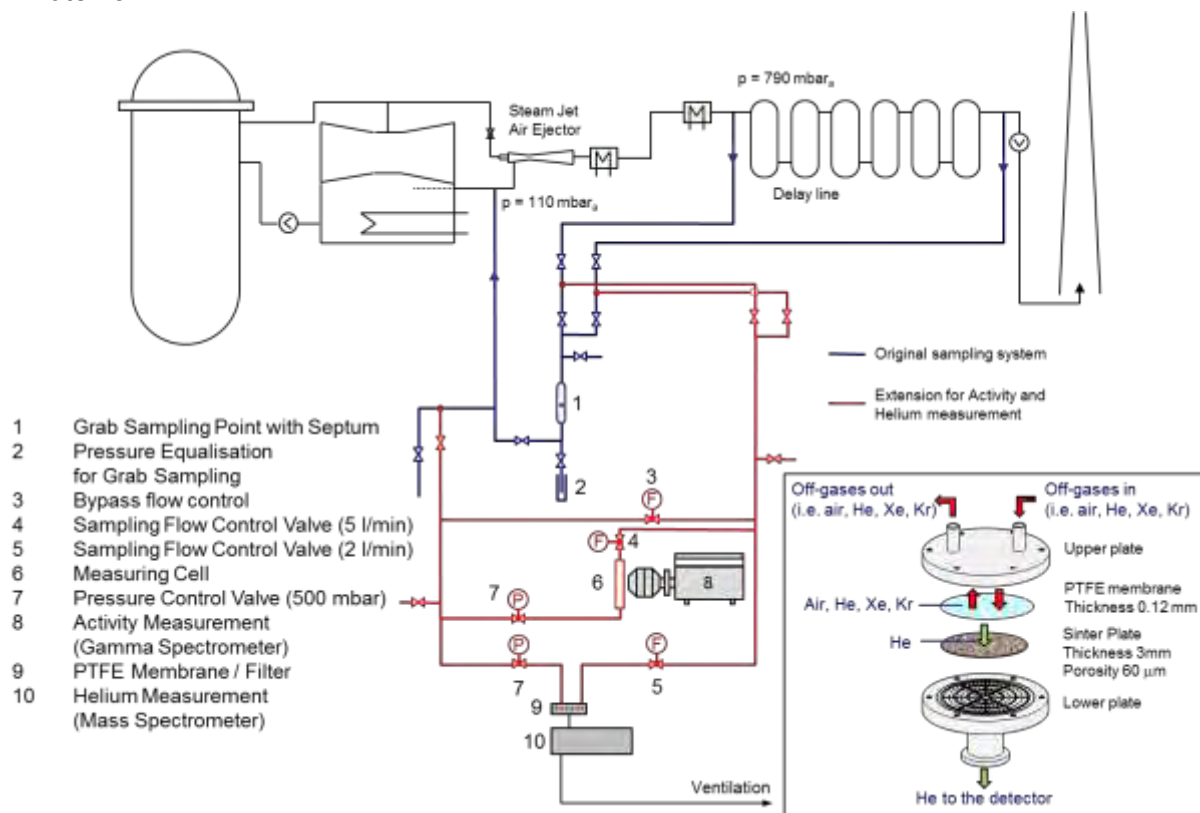 p = 790 mbarₐ
Steam Jet
Air Ejector
M
M
Delay line
p = 110 mbarₐ
Original sampling system
Extension for Activity and
Helium measurement
1
2
3
F
F
4
6
8
7
P
P
7
F
5
9
10
Ventilation
1 Grab Sampling Point with Septum
2 Pressure Equalisation
for Grab Sampling
3 Bypass flow control
4 Sampling Flow Control Valve (5 l/min)
5 Sampling Flow Control Valve (2 l/min)
6 Measuring Cell
7 Pressure Control Valve (500 mbar)
8 Activity Measurement
(Gamma Spectrometer)
9 PTFE Membrane / Filter
10 Helium Measurement
(Mass Spectrometer)
Off-gases out
(i.e. air, He, Xe, Kr)
Off-gases in
(i.e. air, He, Xe, Kr)
Upper plate
Air, He, Xe, Kr
PTFE membrane
Thickness 0.12 mm
He
Sinter Plate
Thickness 3mm
Porosity 60 μm
Lower plate
He to the detector